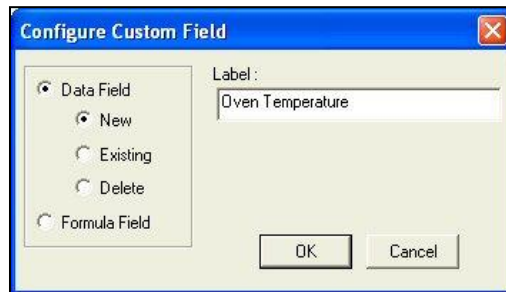 Configure Custom Field
Data Field
New
Existing
Delete
Formula Field
Label :
Oven Temperature
OK
Cancel